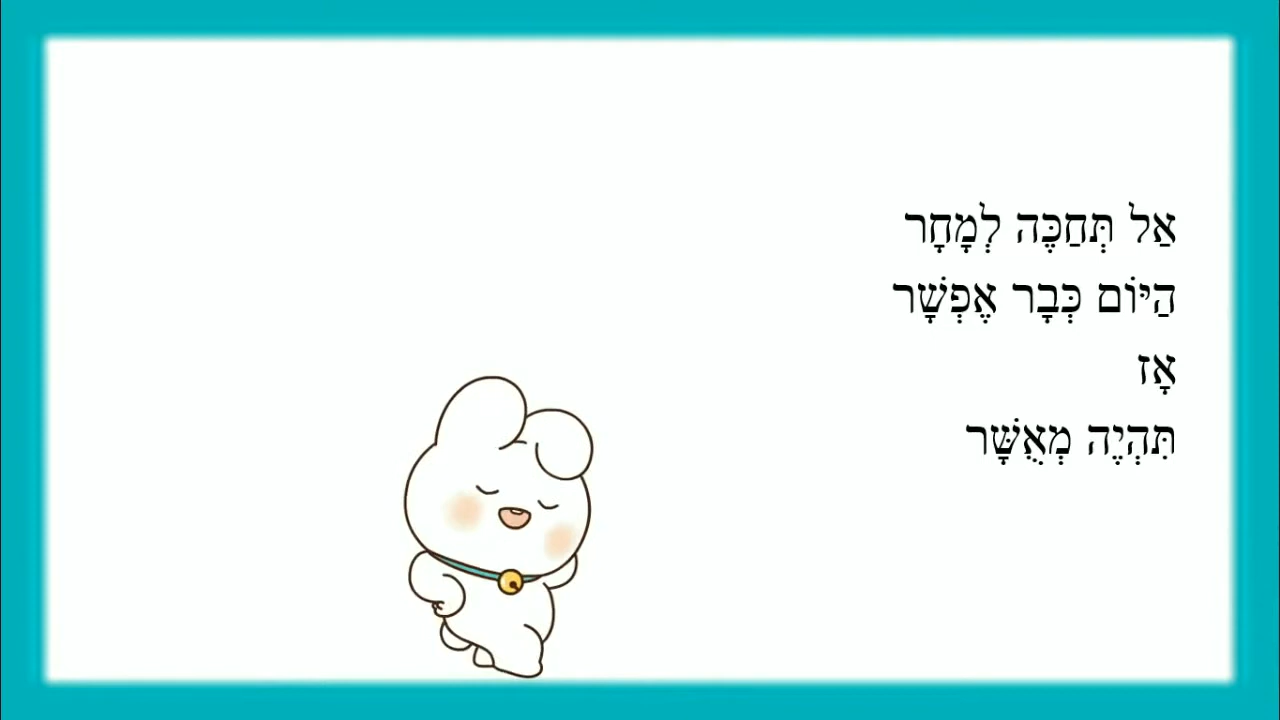 אַל תְּחַכֶּה לְמָחָר
הַיּוֹם כְּבָר אֶפְשָׁר
אָז
תִּהְיֶה מְאֻשָּׁר